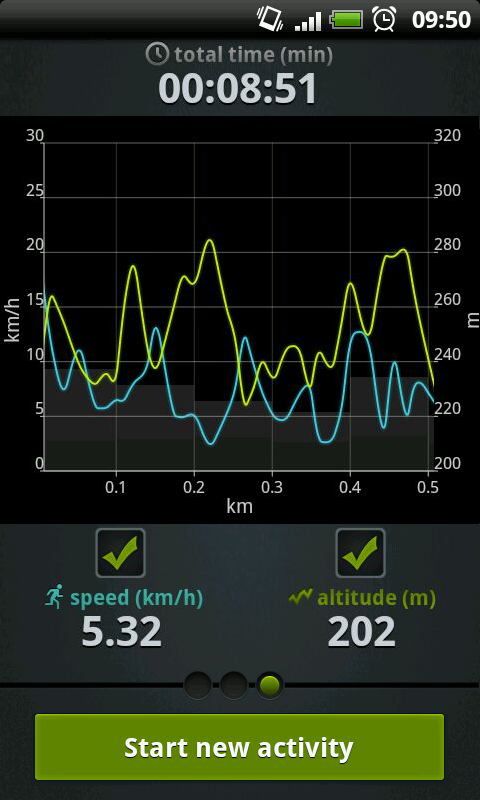 09:50
total time (min)
00:08:51
30 320
25 300
20 280
15 260
10 240
5 220
0 200
km/h
m
0.1 0.2 0.3 0.4 0.5
km
speed (km/h) altitude (m)
5.32 202
Start new activity